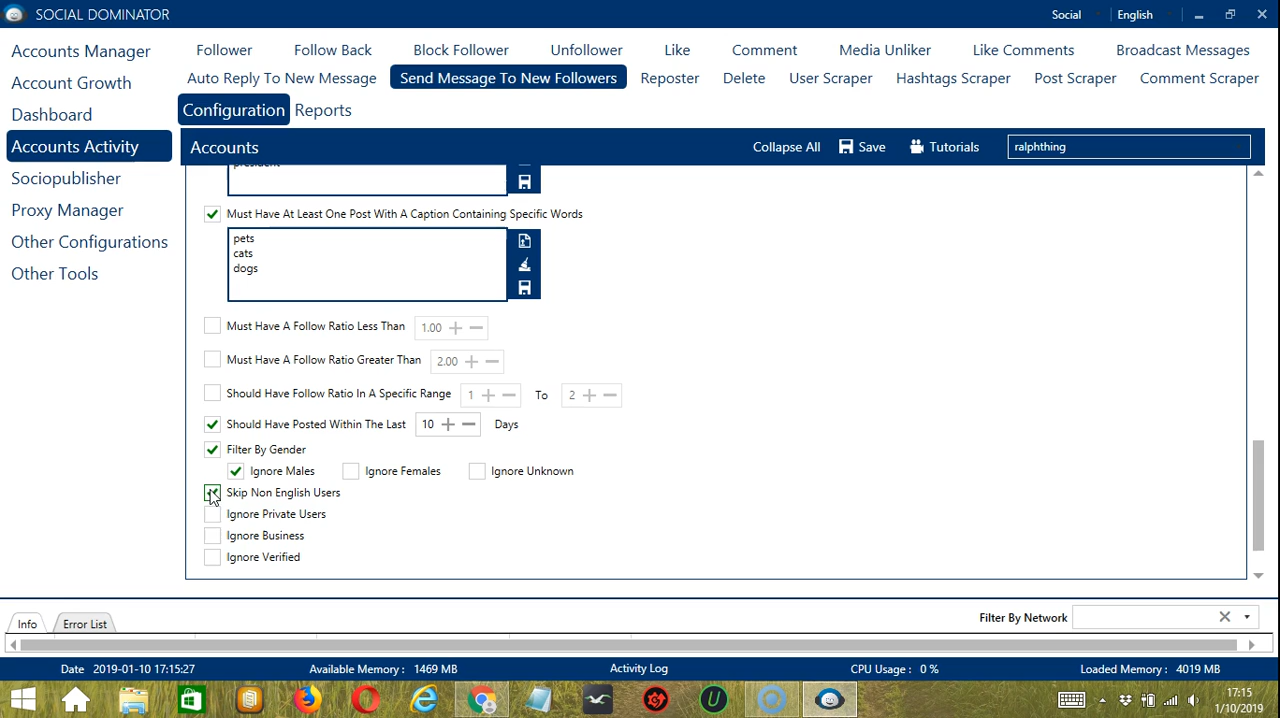 SOCIAL DOMINATOR
Social
English
Accounts Manager
Account Growth
Dashboard
Accounts Activity
Sociopublisher
Proxy Manager
Other Configurations
Other Tools
Follower
Follow Back
Block Follower
Unfollower
Like
Comment
Media Unliker
Like Comments
Broadcast Messages
Auto Reply To New Message
Send Message To New Followers
Reposter
Delete
User Scraper
Hashtags Scraper
Post Scraper
Comment Scraper
Configuration
Reports
Accounts
Collapse All
Save
Tutorials
ralphthing
president
Must Have At Least One Post With A Caption Containing Specific Words
pets
cats
dogs
Must Have A Follow Ratio Less Than 1.00
Must Have A Follow Ratio Greater Than 2.00
Should Have Follow Ratio In A Specific Range 1 To 2
Should Have Posted Within The Last 10 Days
Filter By Gender
Ignore Males Ignore Females Ignore Unknown
Skip Non English Users
Ignore Private Users
Ignore Business
Ignore Verified
Info
Error List
Filter By Network
Date 2019-01-10 17:15:27
Available Memory : 1469 MB
Activity Log
CPU Usage : 0 %
Loaded Memory : 4019 MB
17:15
1/10/2019